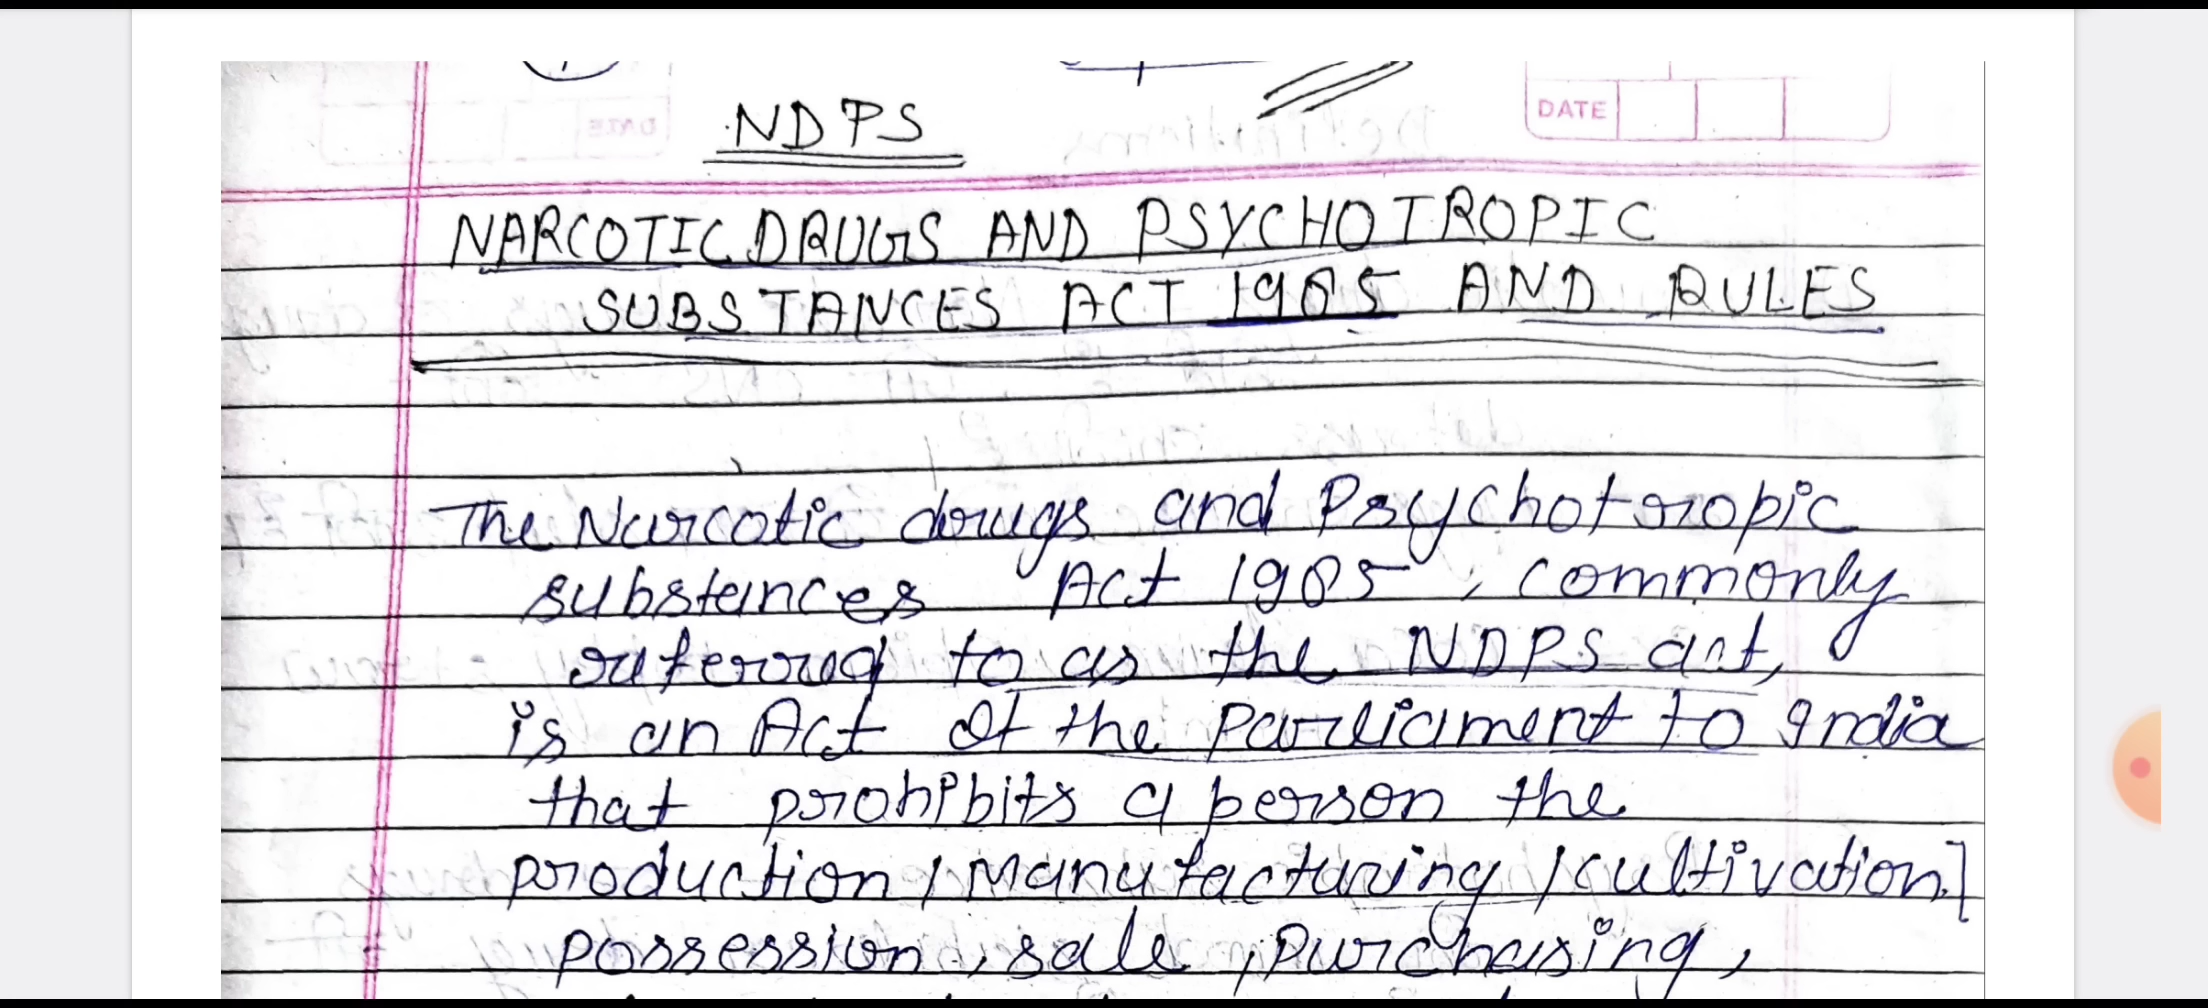 NDPS
DATE
NARCOTIC DRUGS AND PSYCHOTROPIC
SUBSTANCES ACT 1985 AND RULES
The Narcotic drugs and Psychotropic
substances Act 1985, commonly
referred to as the NDPS act,
is an Act of the Parliament to India
that prohibits a person the
production / Manufacturing / cultivation]
possession, sale, purchasing,